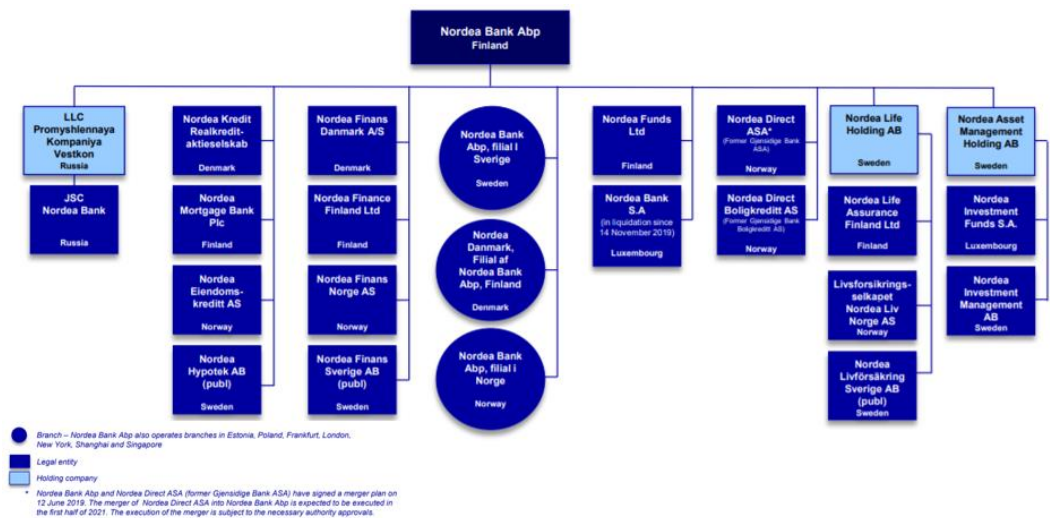 Nordea Bank Abp
Finland
LLC
Promyshlennaya
Kompaniya
Vestkon
Russia
JSC
Nordea Bank
Russia
Nordea Kredit
Realkredit-
aktieselskab
Denmark
Nordea
Mortgage Bank
Plc
Finland
Nordea
Eiendoms-
kreditt AS
Norway
Nordea
Hypotek AB
(publ)
Sweden
Nordea Finans
Danmark A/S
Denmark
Nordea Finance
Finland Ltd
Finland
Nordea Finans
Norge AS
Norway
Nordea Finans
Sverige AB
(publ)
Sweden
Nordea Bank
Abp, filial I
Sverige
Sweden
Nordea
Danmark,
Filial af
Nordea Bank
Abp, Finland
Denmark
Nordea Bank
Abp, filial i
Norge
Norway
Nordea Funds
Ltd
Finland
Nordea Bank
S.A
(in liquidation since
14 November 2019)
Luxembourg
Nordea Direct
ASA*
(Former Gjensidige Bank
ASA)
Norway
Nordea Direct
Boligkreditt AS
(Former Gjensidige Bank
Boligkreditt AS)
Norway
Nordea Life
Holding AB
Sweden
Nordea Life
Assurance
Finland Ltd
Finland
Livsforsikrings-
selkapet
Nordea Liv
Norge AS
Norway
Nordea
Livförsäkring
Sverige AB
(publ)
Sweden
Nordea Asset
Management
Holding AB
Sweden
Nordea
Investment
Funds S.A.
Luxembourg
Nordea
Investment
Management
AB
Sweden
Branch – Nordea Bank Abp also operates branches in Estonia, Poland, Frankfurt, London,
New York, Shanghai and Singapore
Legal entity
Holding company
* Nordea Bank Abp and Nordea Direct ASA (former Gjensidige Bank ASA) have signed a merger plan on
12 June 2019. The merger of Nordea Direct ASA into Nordea Bank Abp is expected to be executed in
the first half of 2021. The execution of the merger is subject to the necessary authority approvals.